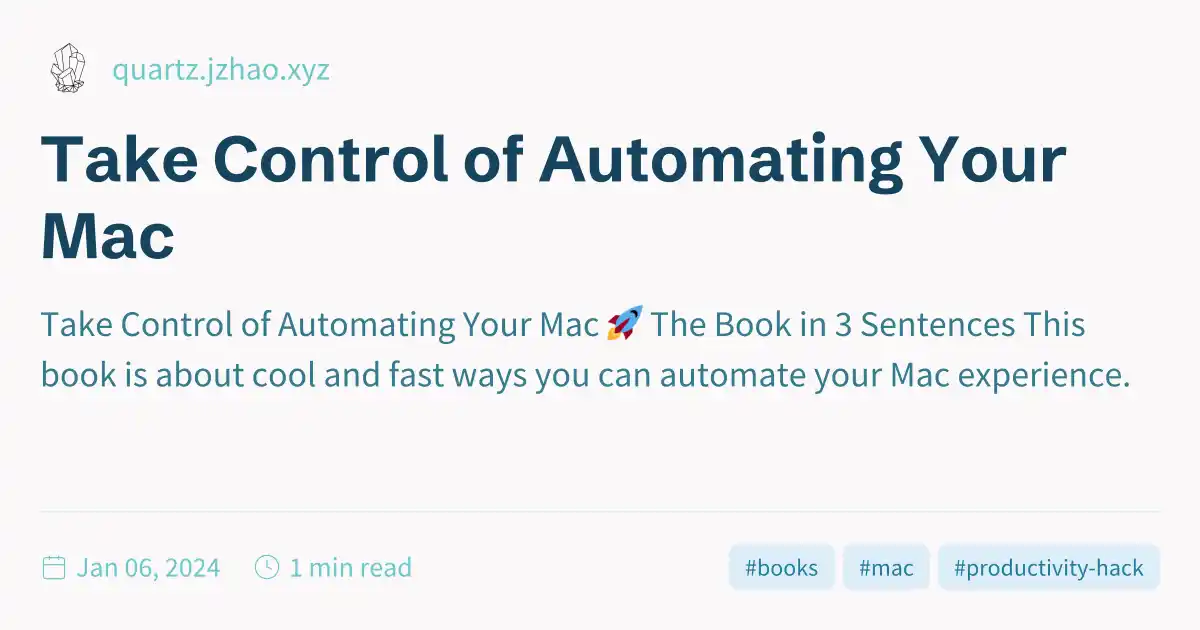 quartz.jzhao.xyz
Take Control of Automating Your
Mac
Take Control of Automating Your Mac 🚀 The Book in 3 Sentences This
book is about cool and fast ways you can automate your Mac experience.
Jan 06, 2024 1 min read #books #mac #productivity-hack